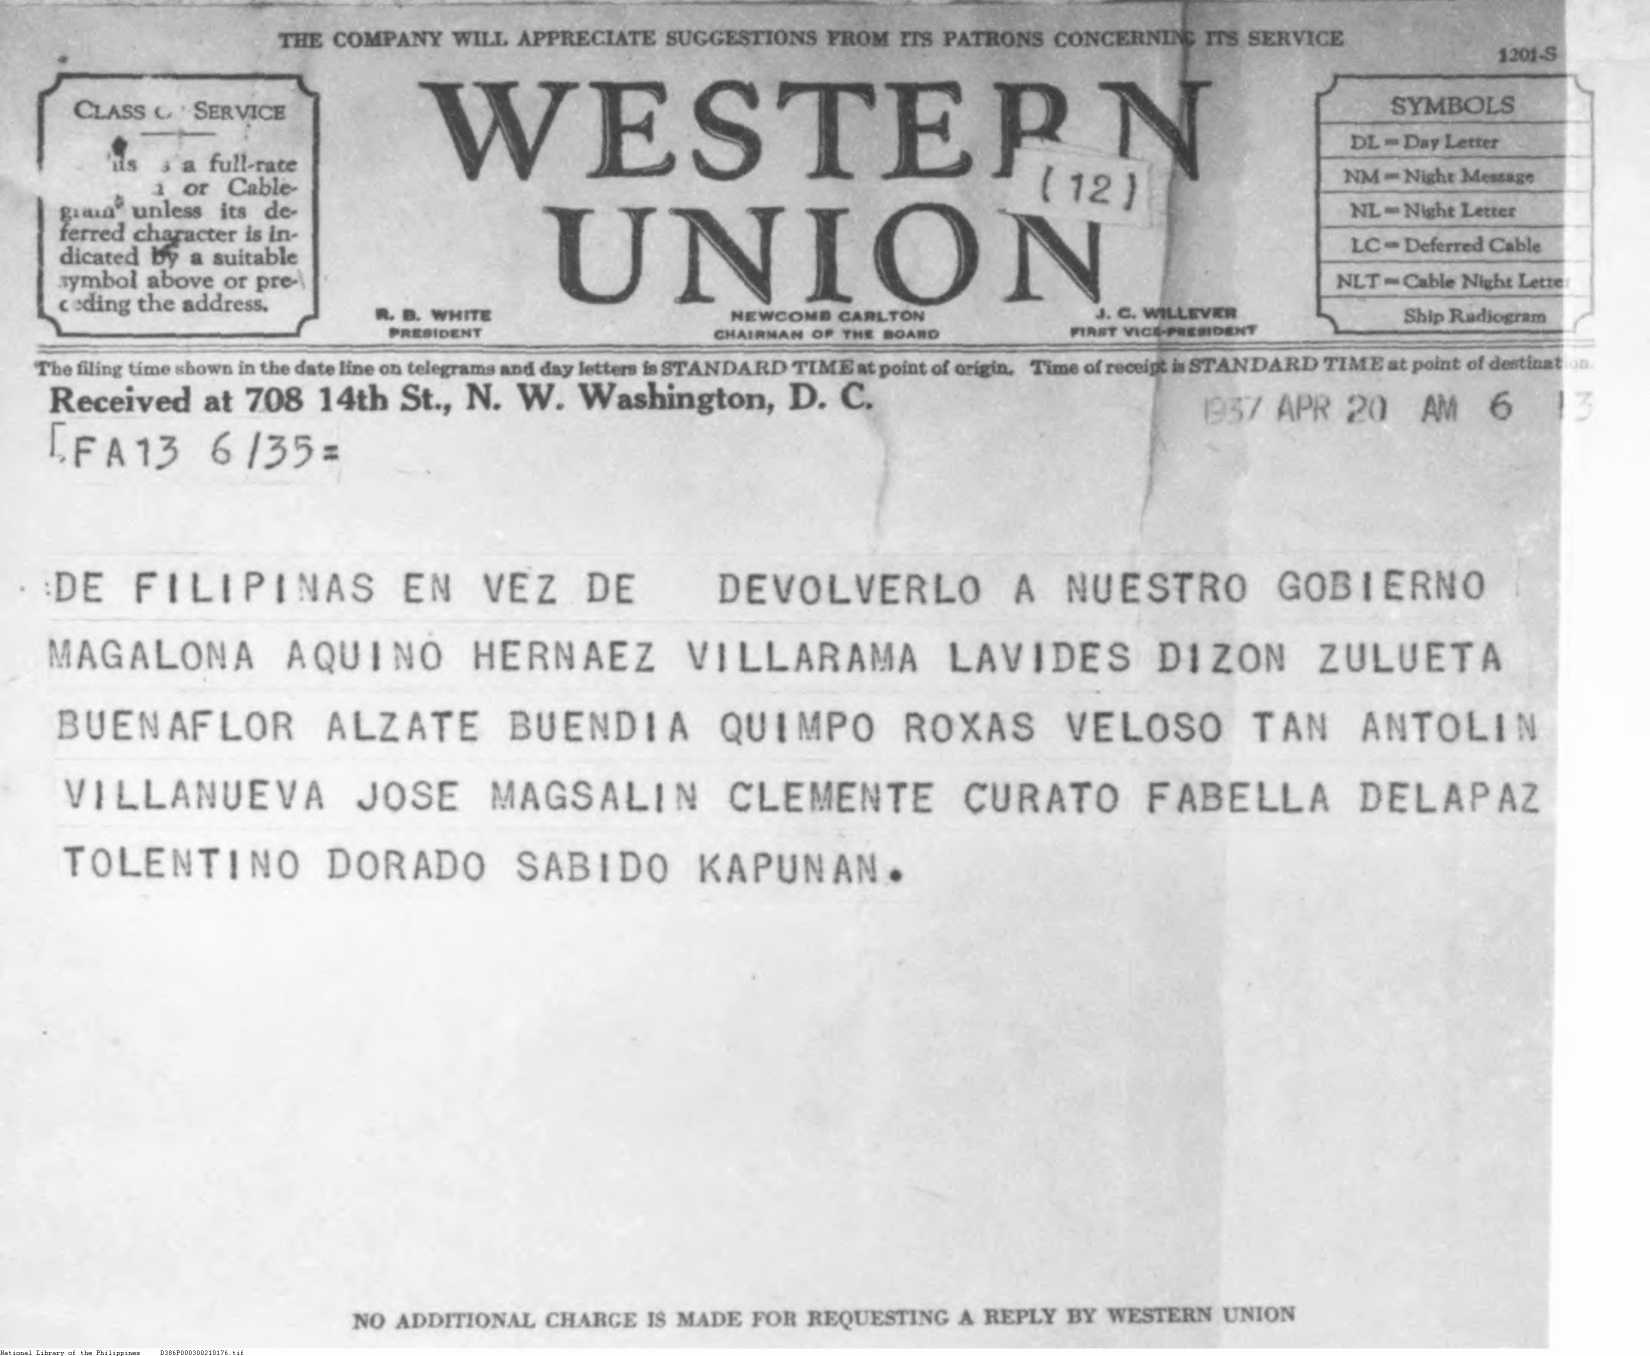 THE COMPANY WILL APPRECIATE SUGGESTIONS FROM ITS PATRONS CONCERNING ITS SERVICE
1201-S
CLASS SERVICE
a full-rate
or Cable-
unless its de-
ferred character is in-
dicated by a suitable
symbol above or pre-
ceding the address.
WESTERN
UNION
(12)
R. B. WHITE
PRESIDENT
NEWCOMB CARLTON
CHAIRMAN OF THE BOARD
J. C. WILLEVER
FIRST VICE-PRESIDENT
SYMBOLS
DL = Day Letter
NM = Night Message
NL = Night Letter
LC = Deferred Cable
NLT = Cable Night Letter
Ship Radiogram
The filing time shown in the date line on telegrams and day letters is STANDARD TIME at point of origin. Time of receipt is STANDARD TIME at point of destination.
Received at 708 14th St., N. W. Washington, D. C.
1937 APR 20 AM 6 13
FA13 6/35=
DE FILIPINAS EN VEZ DE DEVOLVERLO A NUESTRO GOBIERNO
MAGALONA AQUINO HERNAEZ VILLARAMA LAVIDES DIZON ZULUETA
BUENAFLOR ALZATE BUENDIA QUIMPO ROXAS VELOSO TAN ANTOLIN
VILLANUEVA JOSE MAGSALIN CLEMENTE CURATO FABELLA DELAPAZ
TOLENTINO DORADO SABIDO KAPUNAN.
NO ADDITIONAL CHARGE IS MADE FOR REQUESTING A REPLY BY WESTERN UNION
National Library of the Philippines D386P000300210176.tif